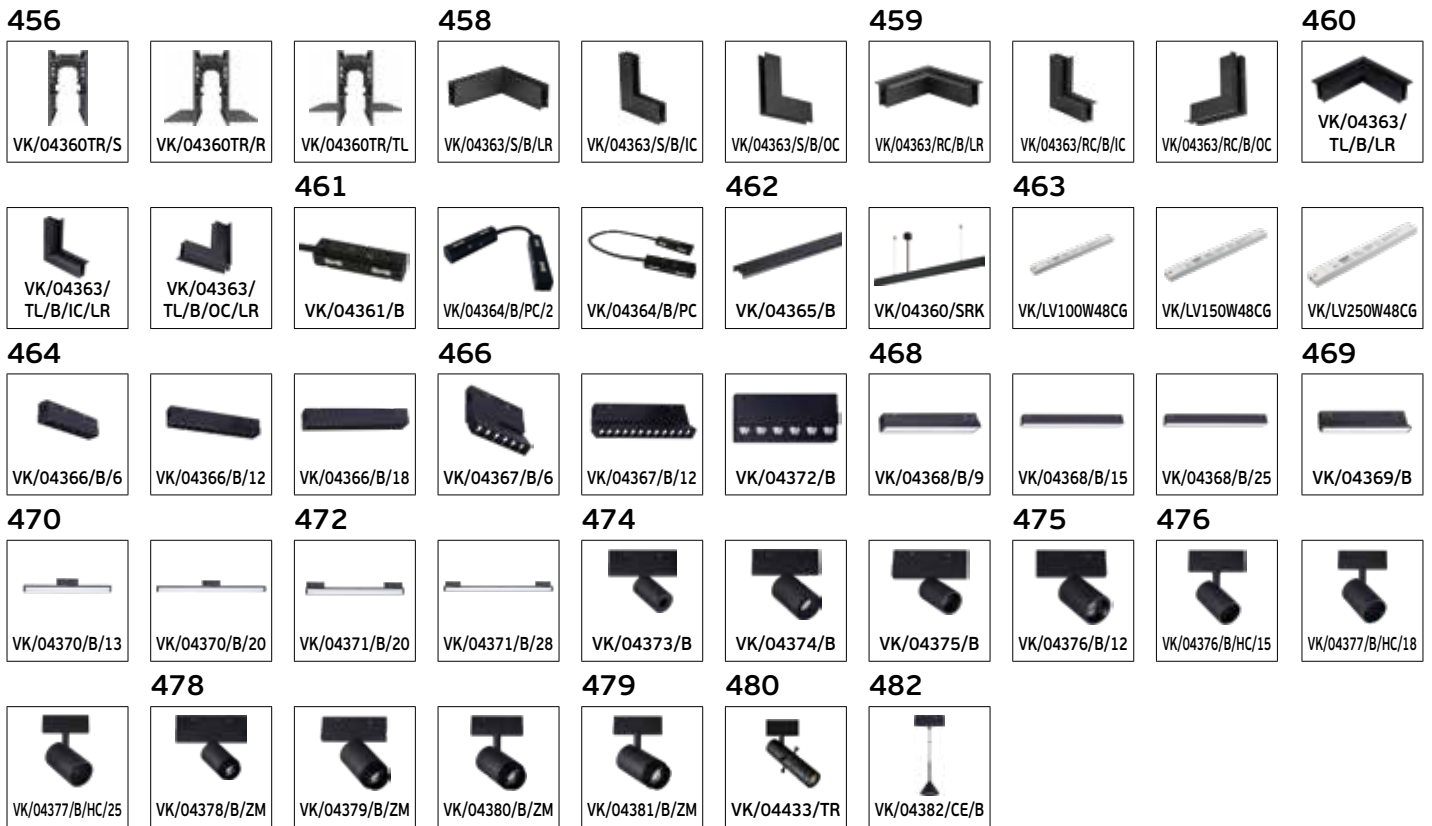 456 458 459 460
VK/04360TR/S VK/04360TR/R VK/04360TR/TL VK/04363/S/B/LR VK/04363/S/B/IC VK/04363/S/B/OC VK/04363/RC/B/LR VK/04363/RC/B/IC VK/04363/RC/B/OC VK/04363/
TL/B/LR
461 462 463
VK/04363/
TL/B/IC/LR
VK/04363/
TL/B/OC/LR
VK/04361/B VK/04364/B/PC/2 VK/04364/B/PC VK/04365/B VK/04360/SRK VK/LV100W48CG VK/LV150W48CG VK/LV250W48CG
464 466 468 469
VK/04366/B/6 VK/04366/B/12 VK/04366/B/18 VK/04367/B/6 VK/04367/B/12 VK/04372/B VK/04368/B/9 VK/04368/B/15 VK/04368/B/25 VK/04369/B
470 472 474 475 476
VK/04370/B/13 VK/04370/B/20 VK/04371/B/20 VK/04371/B/28 VK/04373/B VK/04374/B VK/04375/B VK/04376/B/12 VK/04376/B/HC/15 VK/04377/B/HC/18
478 479 480 482
VK/04377/B/HC/25 VK/04378/B/ZM VK/04379/B/ZM VK/04380/B/ZM VK/04381/B/ZM VK/04433/TR VK/04382/CE/B